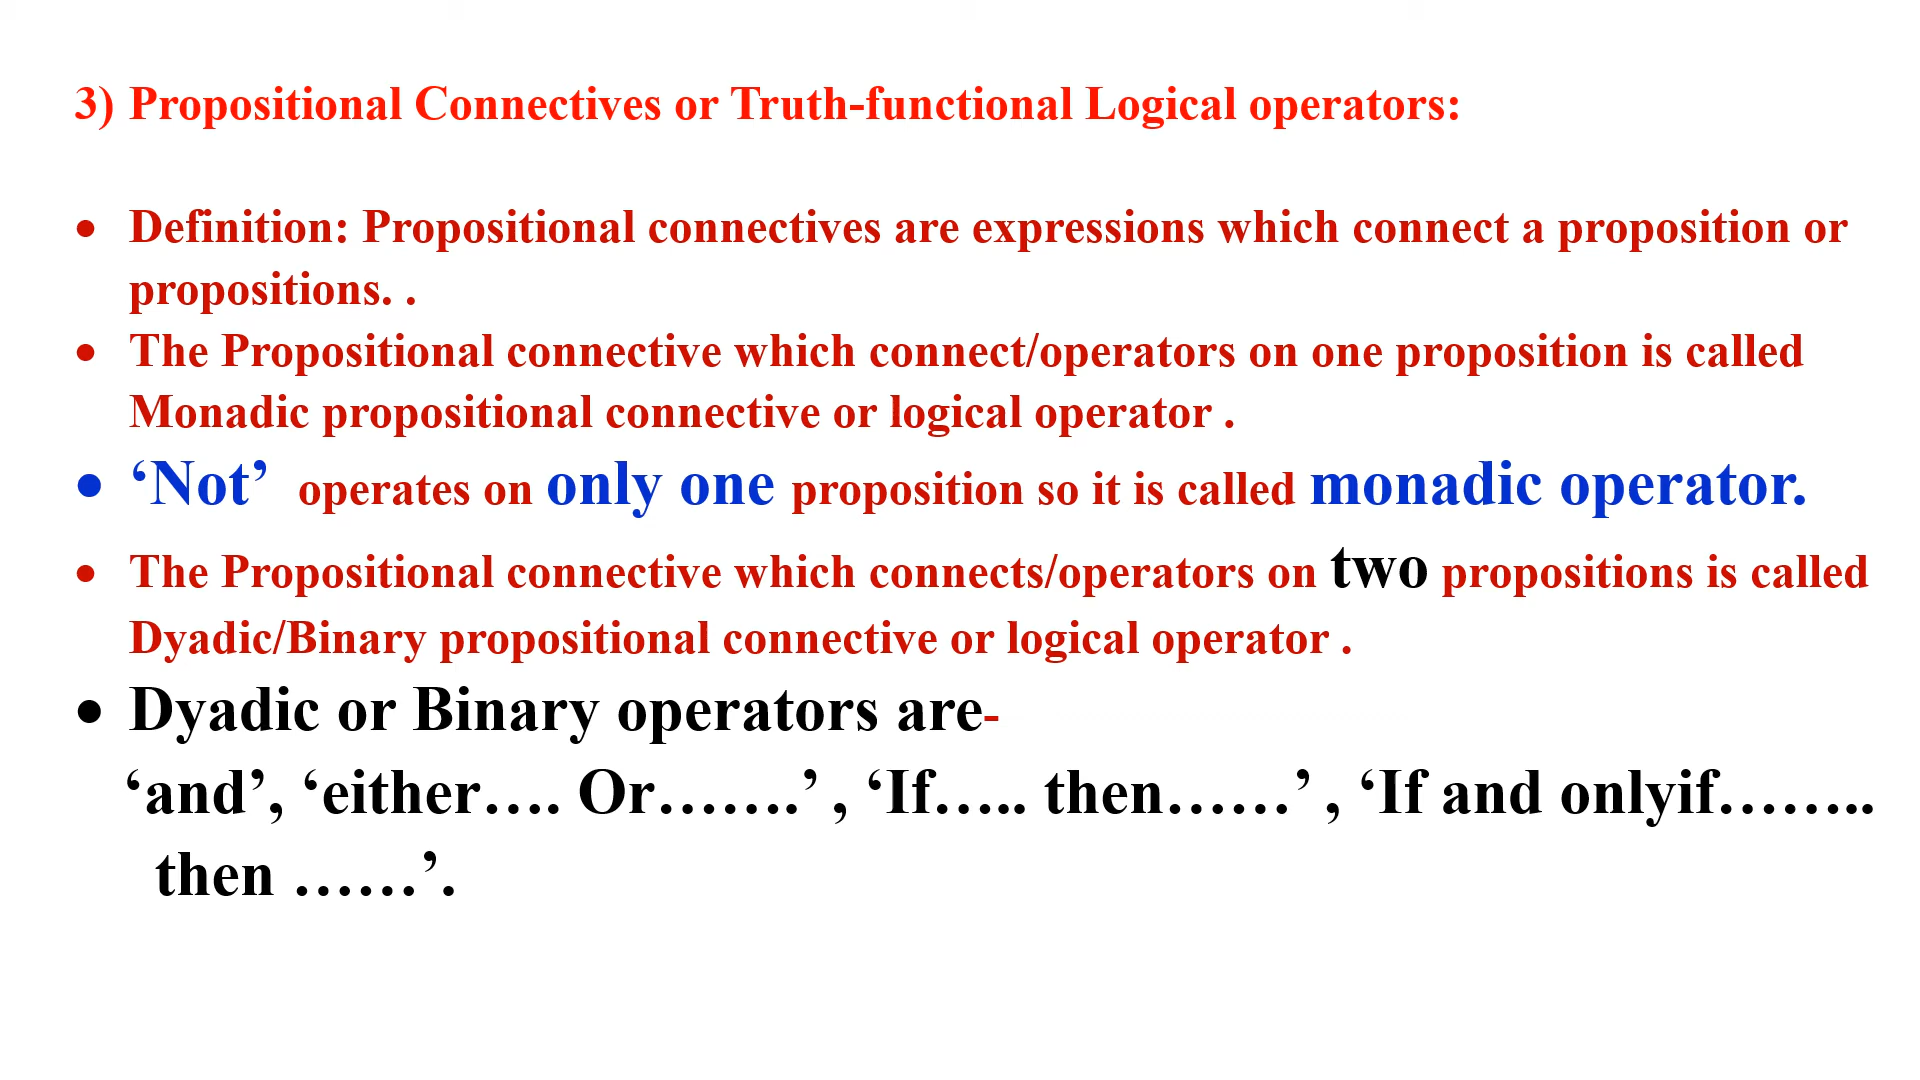 3) Propositional Connectives or Truth-functional Logical operators:
• Definition: Propositional connectives are expressions which connect a proposition or
propositions. .
• The Propositional connective which connect/operators on one proposition is called
Monadic propositional connective or logical operator .
• ‘Not’ operates on only one proposition so it is called monadic operator.
• The Propositional connective which connects/operators on two propositions is called
Dyadic/Binary propositional connective or logical operator .
• Dyadic or Binary operators are-
‘and’, ‘either…. Or…….’ , ‘If….. then……’ , ‘If and onlyif……..
then ……’.